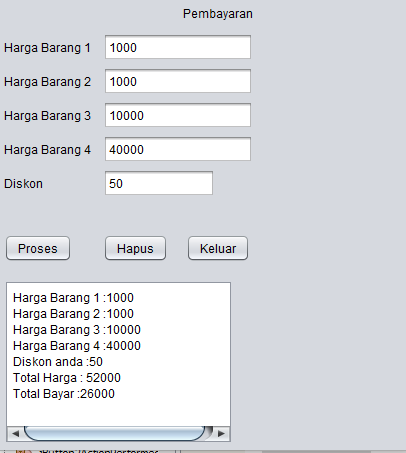 Pembayaran
Harga Barang 1 1000
Harga Barang 2 1000
Harga Barang 3 10000
Harga Barang 4 40000
Diskon 50
Proses Hapus Keluar
Harga Barang 1 :1000
Harga Barang 2 :1000
Harga Barang 3 :10000
Harga Barang 4 :40000
Diskon anda :50
Total Harga : 52000
Total Bayar :26000